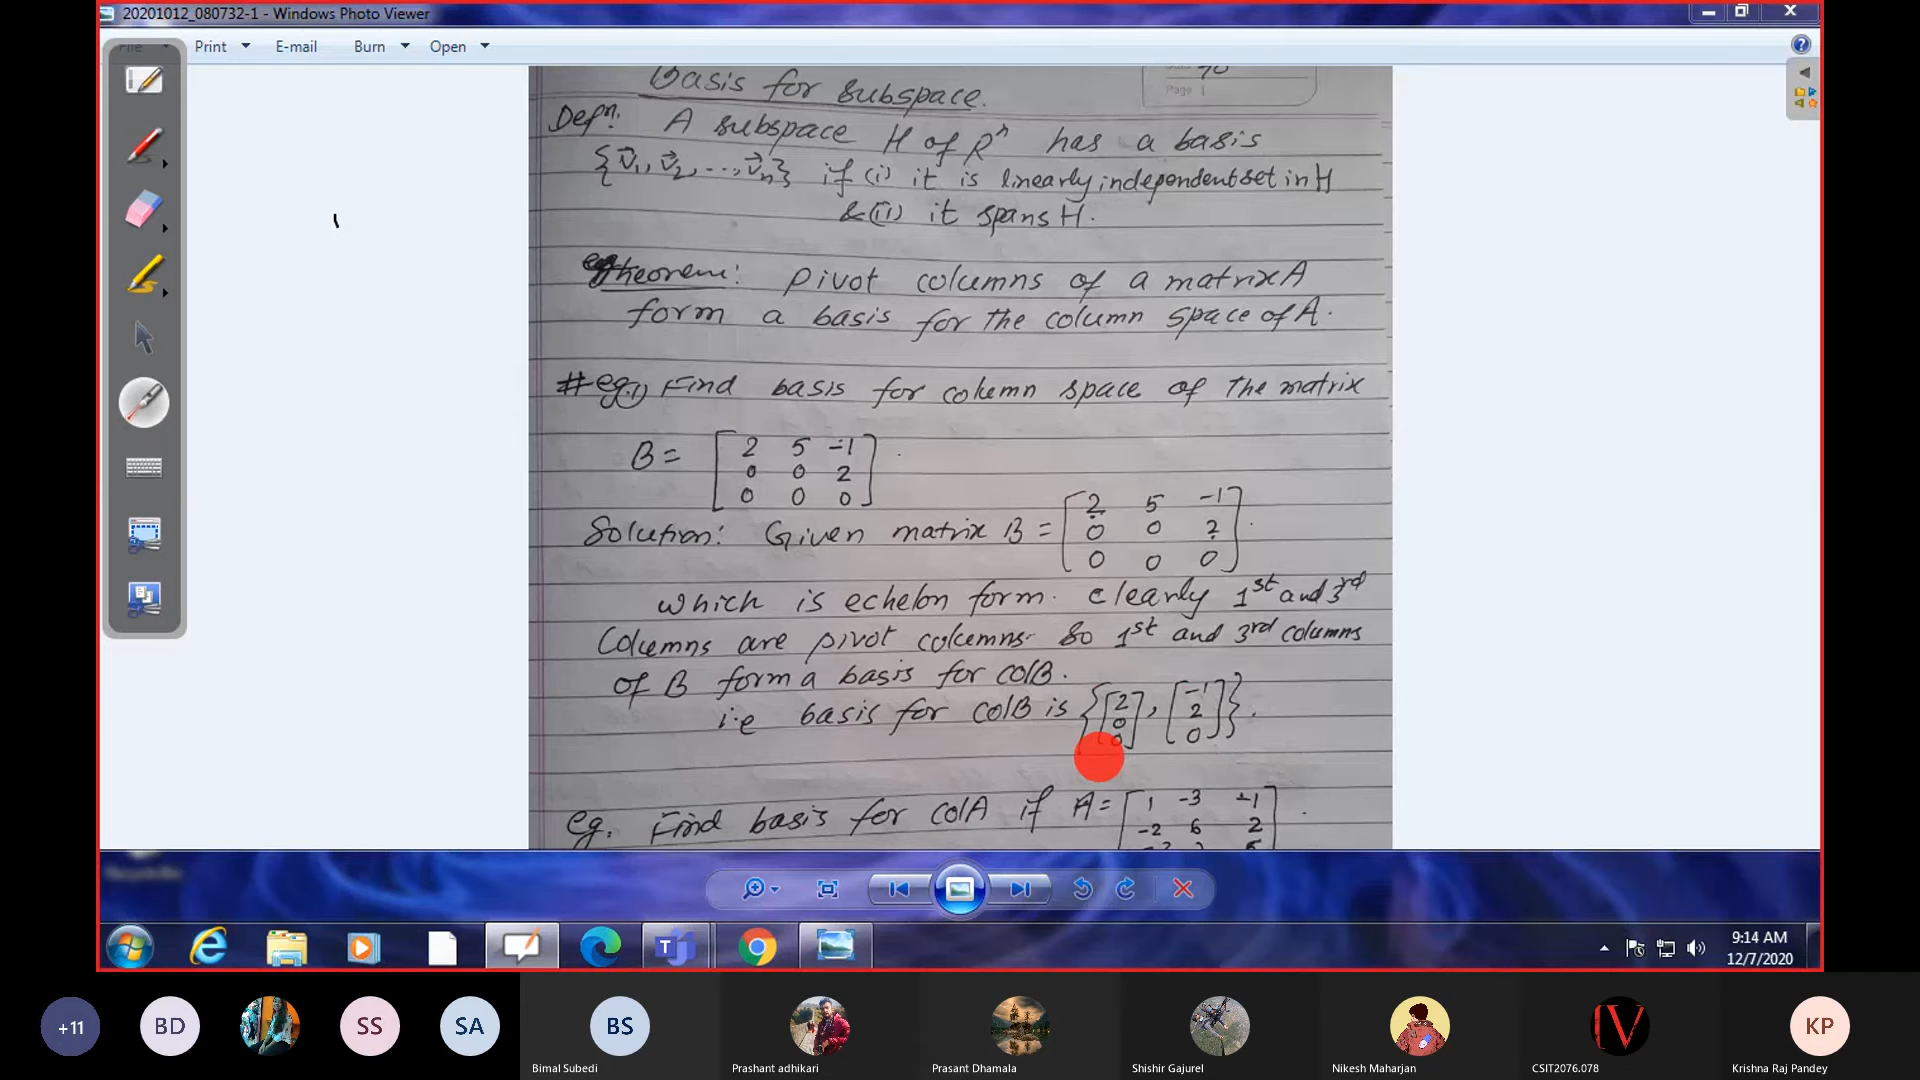 20201012_080732-1 - Windows Photo Viewer
File Print E-mail Burn Open
Basis for subspace.
Page
Defn: A subspace H of Rⁿ has a basis
{v⃗₁, v⃗₂, ..., v⃗ₙ} if (i) it is linearly independent set in H
& (ii) it spans H.
Theorem: pivot columns of a matrix A
form a basis for the column space of A.
# eg.1) Find basis for column space of the matrix
B = [2 5 -1
0 0 2
0 0 0].
Solution: Given matrix B = [2 5 -1
0 0 2
0 0 0].
which is echelon form. clearly 1st and 3rd
columns are pivot columns. So 1st and 3rd columns
of B form a basis for colB.
i.e basis for colB is {[2 0 0], [-1 2 0]}.
eg. Find basis for colA if A = [1 -3 -1
-2 6 2
9:14 AM
12/7/2020
+11 BD SS SA BS KP
Bimal Subedi Prashant adhikari Prasant Dhamala Shishir Gajurel Nikesh Maharjan CSIT2076.078 Krishna Raj Pandey